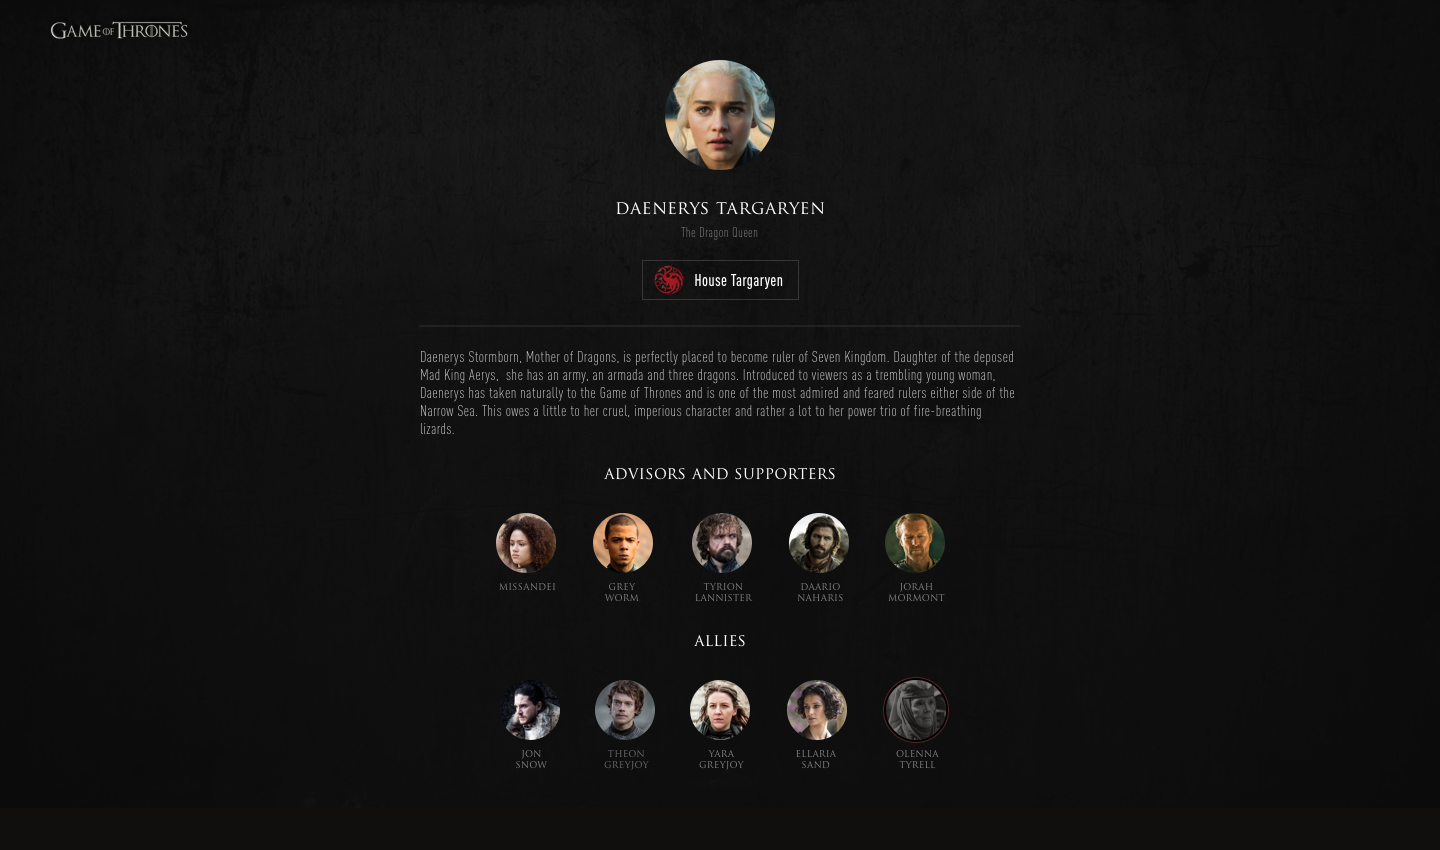 GAME OF THRONES
DAENERYS TARGARYEN
The Dragon Queen
House Targaryen
Daenerys Stormborn, Mother of Dragons, is perfectly placed to become ruler of Seven Kingdom. Daughter of the deposed
Mad King Aerys,  she has an army, an armada and three dragons. Introduced to viewers as a trembling young woman,
Daenerys has taken naturally to the Game of Thrones and is one of the most admired and feared rulers either side of the
Narrow Sea. This owes a little to her cruel, imperious character and rather a lot to her power trio of fire-breathing
lizards.
ADVISORS AND SUPPORTERS
MISSANDEI
GREY
WORM
TYRION
LANNISTER
DAARIO
NAHARIS
JORAH
MORMONT
ALLIES
JON
SNOW
THEON
GREYJOY
YARA
GREYJOY
ELLARIA
SAND
OLENNA
TYRELL